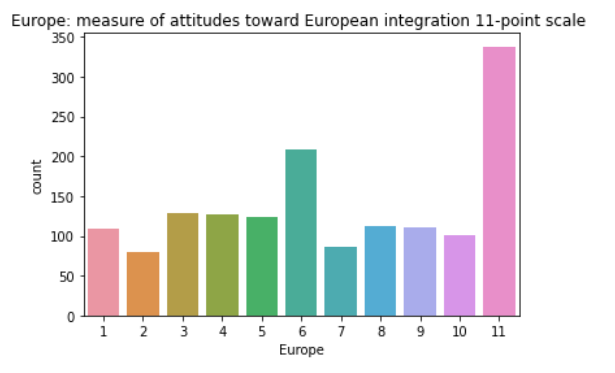 Europe: measure of attitudes toward European integration 11-point scale
350
300
250
200
150
100
50
0
count
1 2 3 4 5 6 7 8 9 10 11
Europe